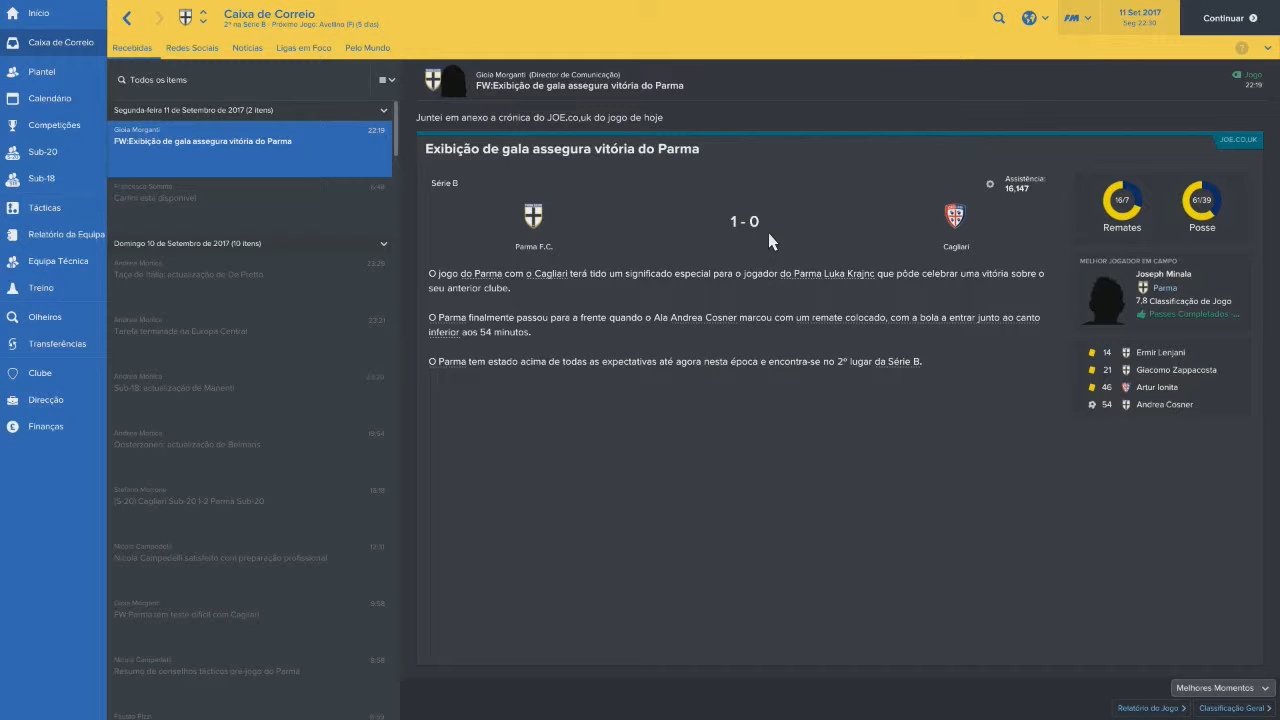 Início
Caixa de Correio
Plantel
Calendário
Competições
Sub-20
Sub-18
Tácticas
Relatório da Equipa
Equipa Técnica
Treino
Olheiros
Transferências
Clube
Direcção
Finanças
Caixa de Correio
2º na Série B - Próximo Jogo: Avellino (F) (5 dias)
FM
11 Set 2017
Seg 22:30
Continuar
Recebidas
Redes Sociais
Notícias
Ligas em Foco
Pelo Mundo
Todos os items
Segunda-feira 11 de Setembro de 2017 (2 itens)
Gioia Morganti 22:19
FW:Exibição de gala assegura vitória do Parma
Carlini está disponível
Domingo 10 de Setembro de 2017 (10 itens)
Andrea Monica 23:29
Taça de Itália: actualização de De Pietro
Andrea Monica 23:21
Tarefa terminada na Europa Central
Andrea Monica
Sub-18: actualização de Manenti
Andrea Monica 19:54
Oosterzonen: actualização de Belmans
[S-20] Cagliari Sub-20 1-2 Parma Sub-20
Nicola Campedelli
Nicola Campedelli satisfeito com preparação profissional
Gioia Morganti 9:58
FW:Parma tem teste difícil com Cagliari
Nicola Campedelli 9:58
Resumo de conselhos tácticos pré-jogo do Parma
Gioia Morganti (Director de Comunicação)
FW:Exibição de gala assegura vitória do Parma
Jogo
22:19
Juntei em anexo a crónica do JOE.co,uk do jogo de hoje
JOE.CO,UK
Exibição de gala assegura vitória do Parma
Série B
Assistência:
16,147
1 - 0
Parma F.C.
Cagliari
O jogo do Parma com o Cagliari terá tido um significado especial para o jogador do Parma Luka Krajnc que pôde celebrar uma vitória sobre o
seu anterior clube.
O Parma finalmente passou para a frente quando o Ala Andrea Cosner marcou com um remate colocado, com a bola a entrar junto ao canto
inferior aos 54 minutos.
O Parma tem estado acima de todas as expectativas até agora nesta época e encontra-se no 2º lugar da Série B.
16/7
Remates
61/39
Posse
MELHOR JOGADOR EM CAMPO
Joseph Minala
Parma
7,8 Classificação de Jogo
Passes Completados -...
14 Ermir Lenjani
21 Giacomo Zappacosta
46 Artur Ionita
54 Andrea Cosner
Melhores Momentos
Relatório do Jogo
Classificação Geral